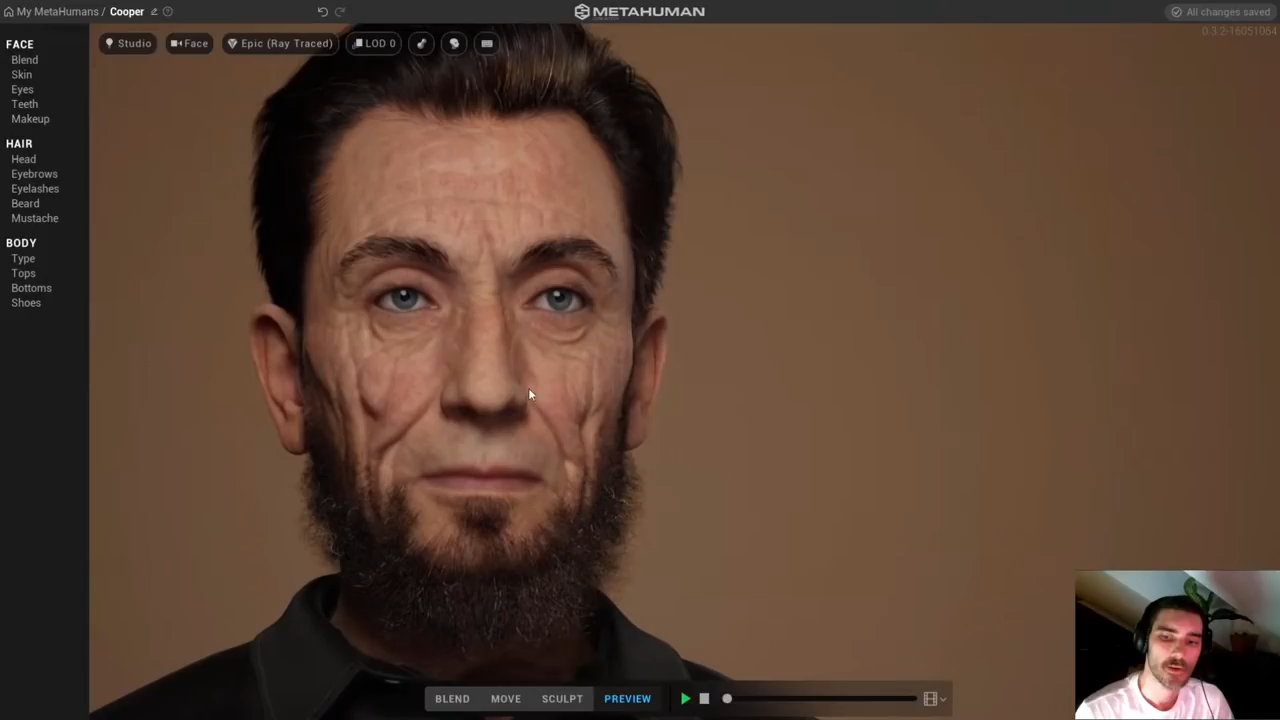 My MetaHumans / Cooper
METAHUMAN
All changes saved
0.3.2-16051064
Studio
Face
Epic (Ray Traced)
LOD 0
FACE
Blend
Skin
Eyes
Teeth
Makeup
HAIR
Head
Eyebrows
Eyelashes
Beard
Mustache
BODY
Type
Tops
Bottoms
Shoes
BLEND
MOVE
SCULPT
PREVIEW